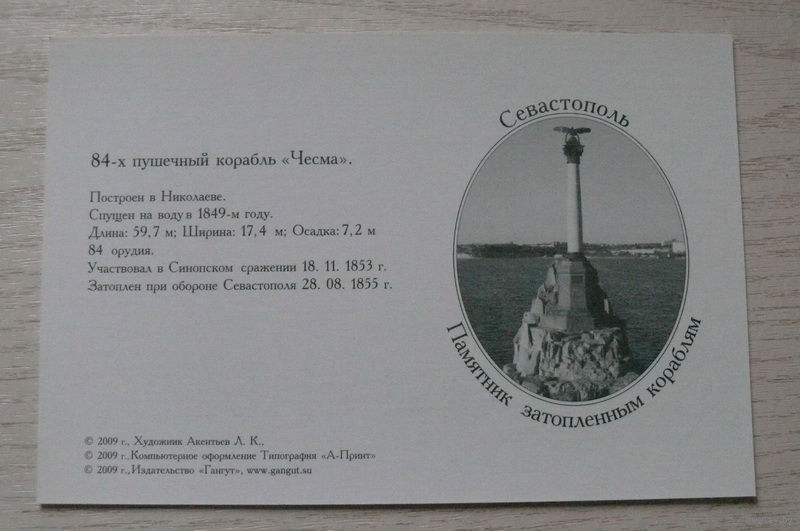 84-х пушечный корабль «Чесма».
Построен в Николаеве.
Спущен на воду в 1849-м году.
Длина: 59,7 м; Ширина: 17,4 м; Осадка: 7,2 м
84 орудия.
Участвовал в Синопском сражении 18. 11. 1853 г.
Затоплен при обороне Севастополя 28. 08. 1855 г.
Севастополь
Памятник затопленным кораблям
© 2009 г., Художник Акентьев Л. К.,
© 2009 г., Компьютерное оформление Типография «А-Принт»
© 2009 г., Издательство «Гангут», www.gangut.su